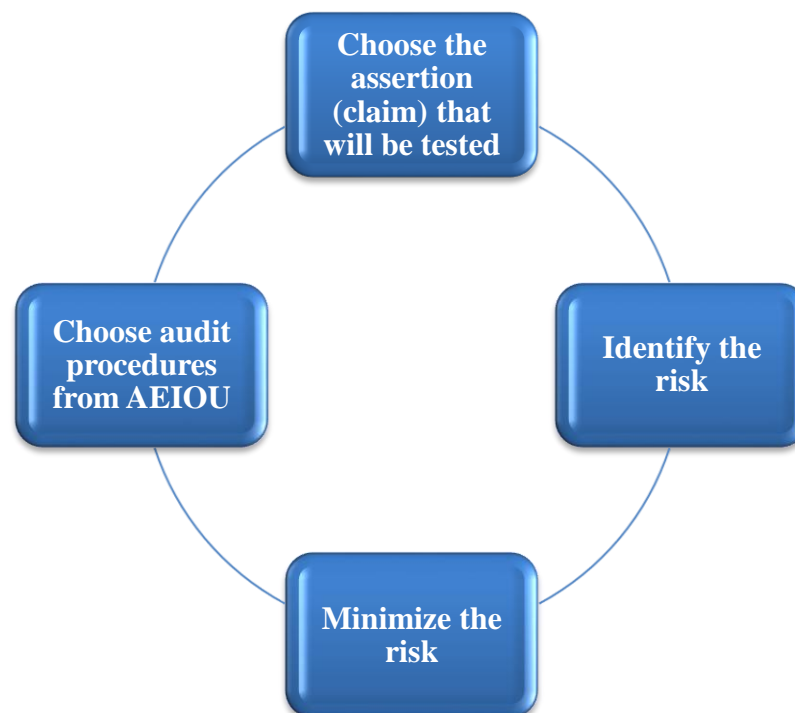 Choose the
assertion
(claim) that
will be tested
Identify the
risk
Minimize the
risk
Choose audit
procedures
from AEIOU